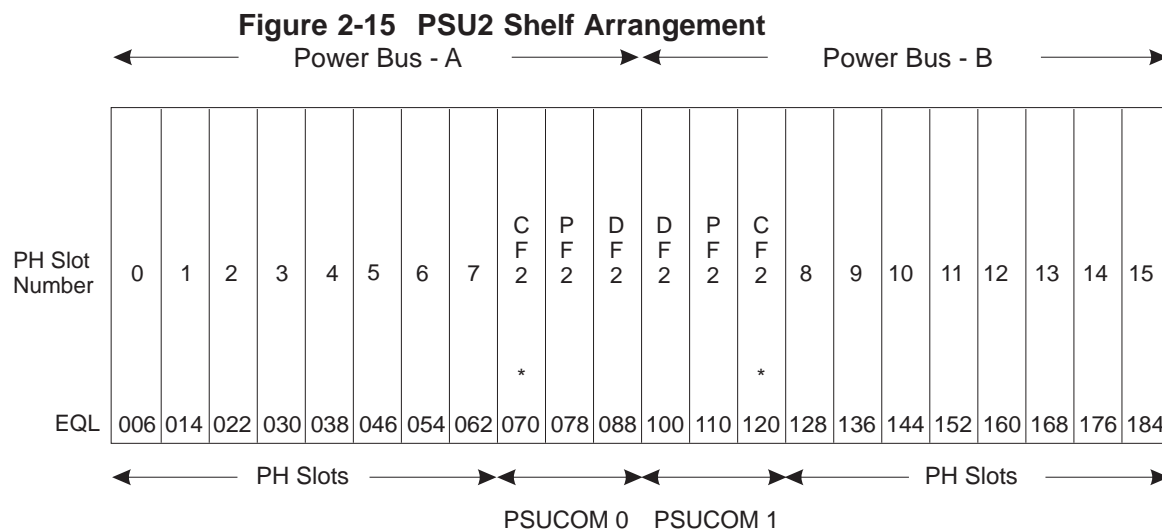 Figure 2-15 PSU2 Shelf Arrangement
Power Bus - A Power Bus - B
C P D D P C
F F F F F F
PH Slot Number 0 1 2 3 4 5 6 7 2 2 2 2 2 2 8 9 10 11 12 13 14 15
* *
EQL 006 014 022 030 038 046 054 062 070 078 088 100 110 120 128 136 144 152 160 168 176 184
PH Slots PH Slots
PSUCOM 0 PSUCOM 1